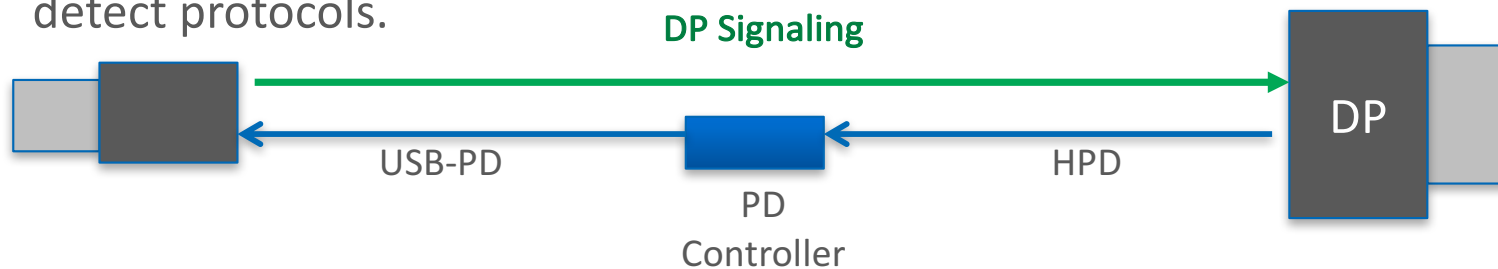 detect protocols.
DP Signaling
DP
USB-PD
HPD
PD
Controller